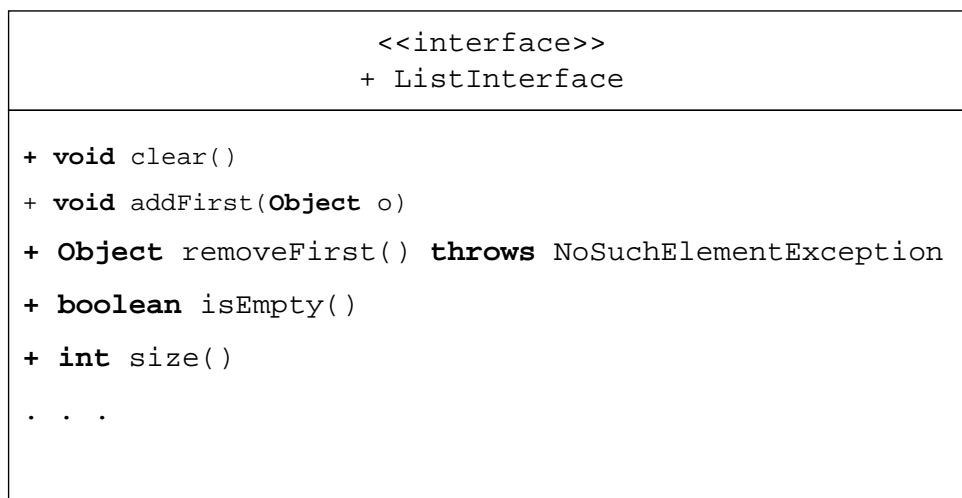 <<interface>>
+ ListInterface
+ void clear()
+ void addFirst(Object o)
+ Object removeFirst() throws NoSuchElementException
+ boolean isEmpty()
+ int size()
. . .